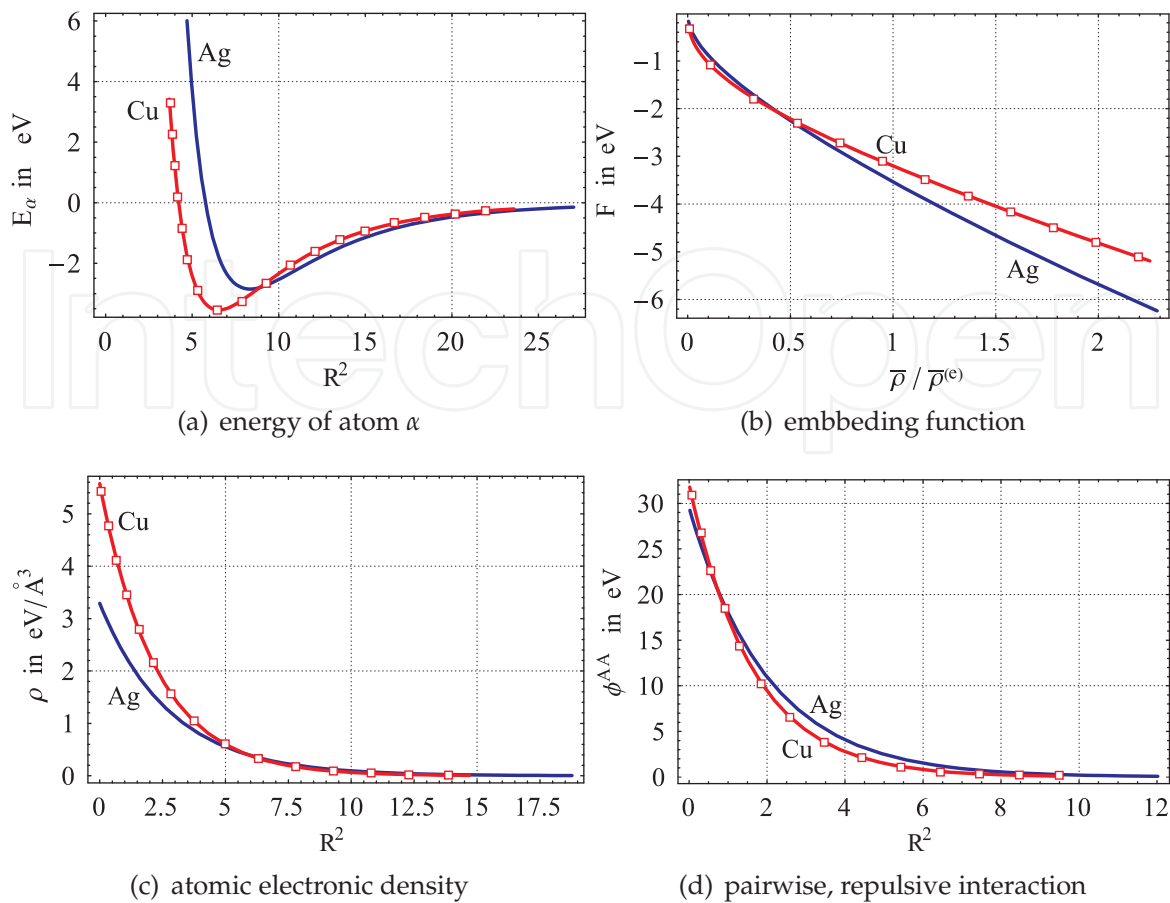 6
4
2
0
−2
E_α in eV
Ag
Cu
0 5 10 15 20 25
R²
(a) energy of atom α
−1
−2
−3
−4
−5
−6
F in eV
Cu
Ag
0 0.5 1 1.5 2
ρ̅ / ρ̅⁽ᵉ⁾
(b) embbeding function
5
4
3
2
1
0
ρ in eV/Å³
Cu
Ag
0 2.5 5 7.5 10 12.5 15 17.5
R²
(c) atomic electronic density
30
25
20
15
10
5
0
ϕᴬᴬ in eV
Ag
Cu
0 2 4 6 8 10 12
R²
(d) pairwise, repulsive interaction
IntechOpen